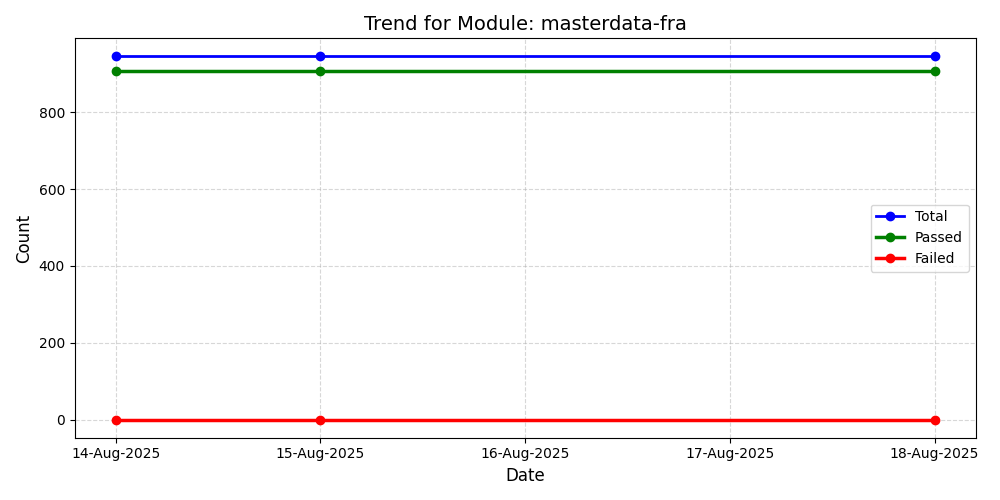 Trend for Module: masterdata-fra
Count
800
600
400
200
0
Total
Passed
Failed
14-Aug-2025
15-Aug-2025
16-Aug-2025
17-Aug-2025
18-Aug-2025
Date